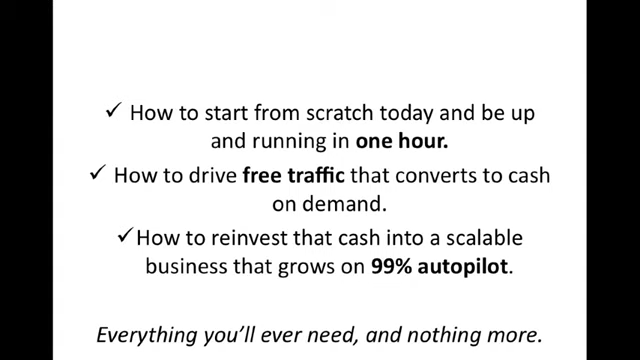 ✓ How to start from scratch today and be up
and running in one hour.
✓ How to drive free traffic that converts to cash
on demand.
✓How to reinvest that cash into a scalable
business that grows on 99% autopilot.
Everything you'll ever need, and nothing more.